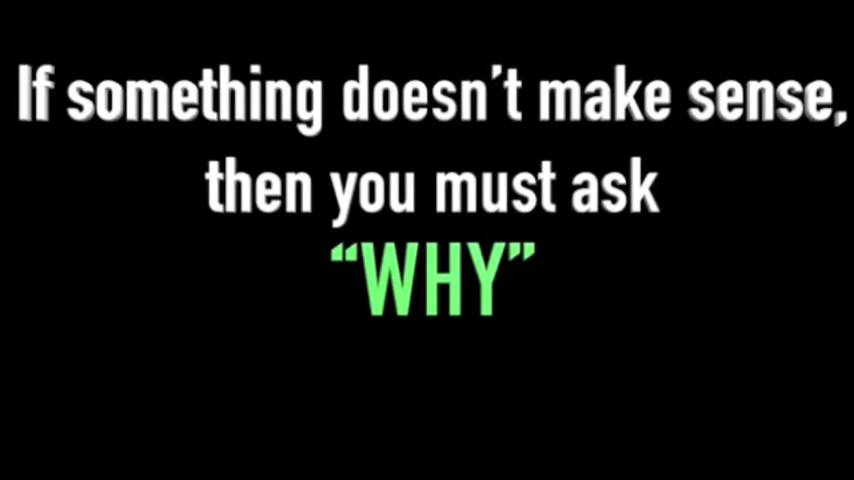 If something doesn’t make sense,
then you must ask
“WHY”